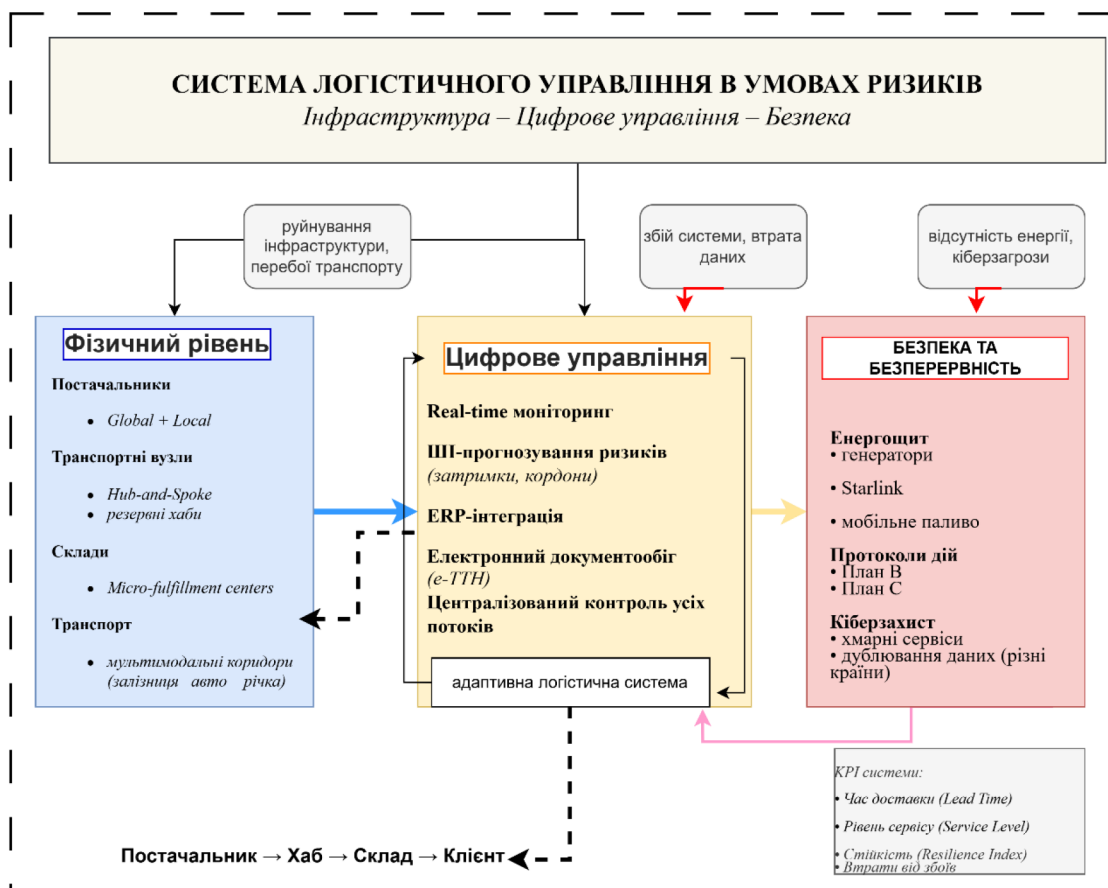 СИСТЕМА ЛОГІСТИЧНОГО УПРАВЛІННЯ В УМОВАХ РИЗИКІВ
Інфраструктура – Цифрове управління – Безпека
руйнування
інфраструктури,
перебої транспорту
збій системи, втрата
даних
відсутність енергії,
кіберзагрози
Фізичний рівень
Постачальники
• Global + Local
Транспортні вузли
• Hub-and-Spoke
• резервні хаби
Склади
• Micro-fulfillment centers
Транспорт
• мультимодальні коридори
(залізниця авто річка)
Цифрове управління
Real-time моніторинг
ШІ-прогнозування ризиків
(затримки, кордони)
ERP-інтеграція
Електронний документообіг
(е-ТТН)
Централізований контроль усіх
потоків
адаптивна логістична система
БЕЗПЕКА ТА
БЕЗПЕРЕРВНІСТЬ
Енергощит
• генератори
• Starlink
• мобільне паливо
Протоколи дій
• План B
• План C
Кіберзахист
• хмарні сервіси
• дублювання даних (різні
країни)
KPI системи:
• Час доставки (Lead Time)
• Рівень сервісу (Service Level)
• Стійкість (Resilience Index)
• Втрати від збоїв
Постачальник → Хаб → Склад → Клієнт